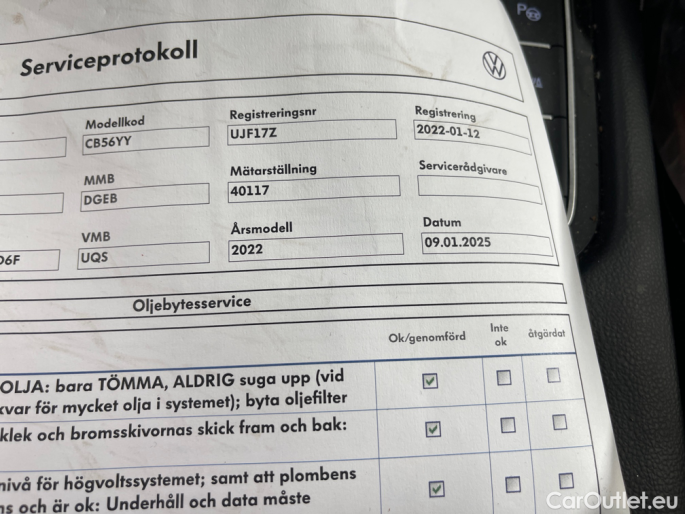 Serviceprotokoll
Modellkod Registreringsnr Registrering
CB56YY UJF17Z 2022-01-12
MMB Mätarställning Servicerådgivare
DGEB 40117
VMB Årsmodell Datum
06F UQS 2022 09.01.2025
Oljebytesservice
Ok/genomförd Inte ok åtgärdat
OLJA: bara TÖMMA, ALDRIG suga upp (vid
kvar för mycket olja i systemet); byta oljefilter
klek och bromsskivornas skick fram och bak:
nivå för högvoltssystemet; samt att plombens
ns och är ok: Underhåll och data måste
P
CarOutlet.eu